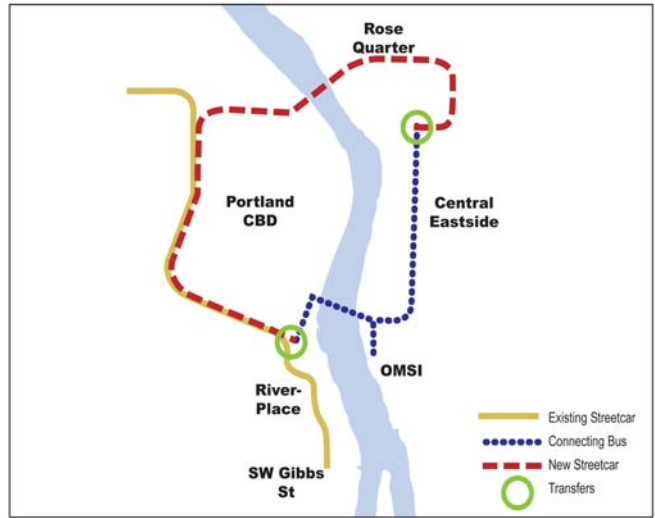 Rose
Quarter
Portland
CBD
Central
Eastside
OMSI
River-
Place
SW Gibbs
St
Existing Streetcar
Connecting Bus
New Streetcar
Transfers